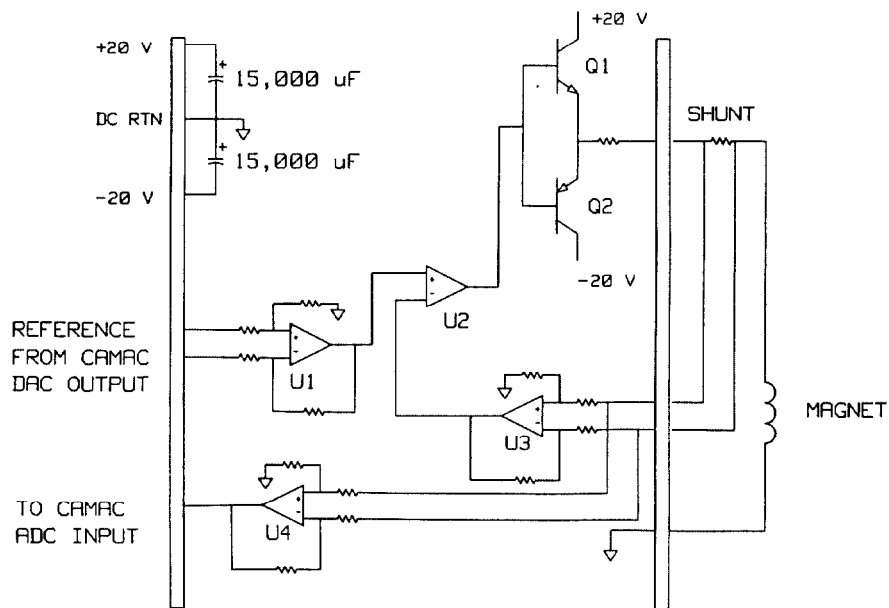 +20 V
+
15,000 uF
DC RTN
+
15,000 uF
-20 V
+20 V
Q1
Q2
-20 V
SHUNT
MAGNET
REFERENCE
FROM CAMAC
DAC OUTPUT
+
-
U1
+
-
U2
+
-
U3
+
-
U4
TO CAMAC
ADC INPUT